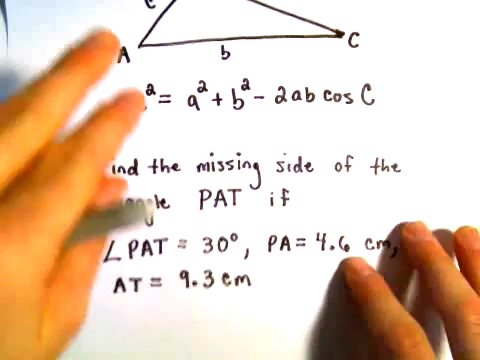 A b C
² = a² + b² - 2ab cos C
the missing side of the
PAT if
∠ PAT = 30°, PA = 4.6 cm,
AT = 9.3 cm